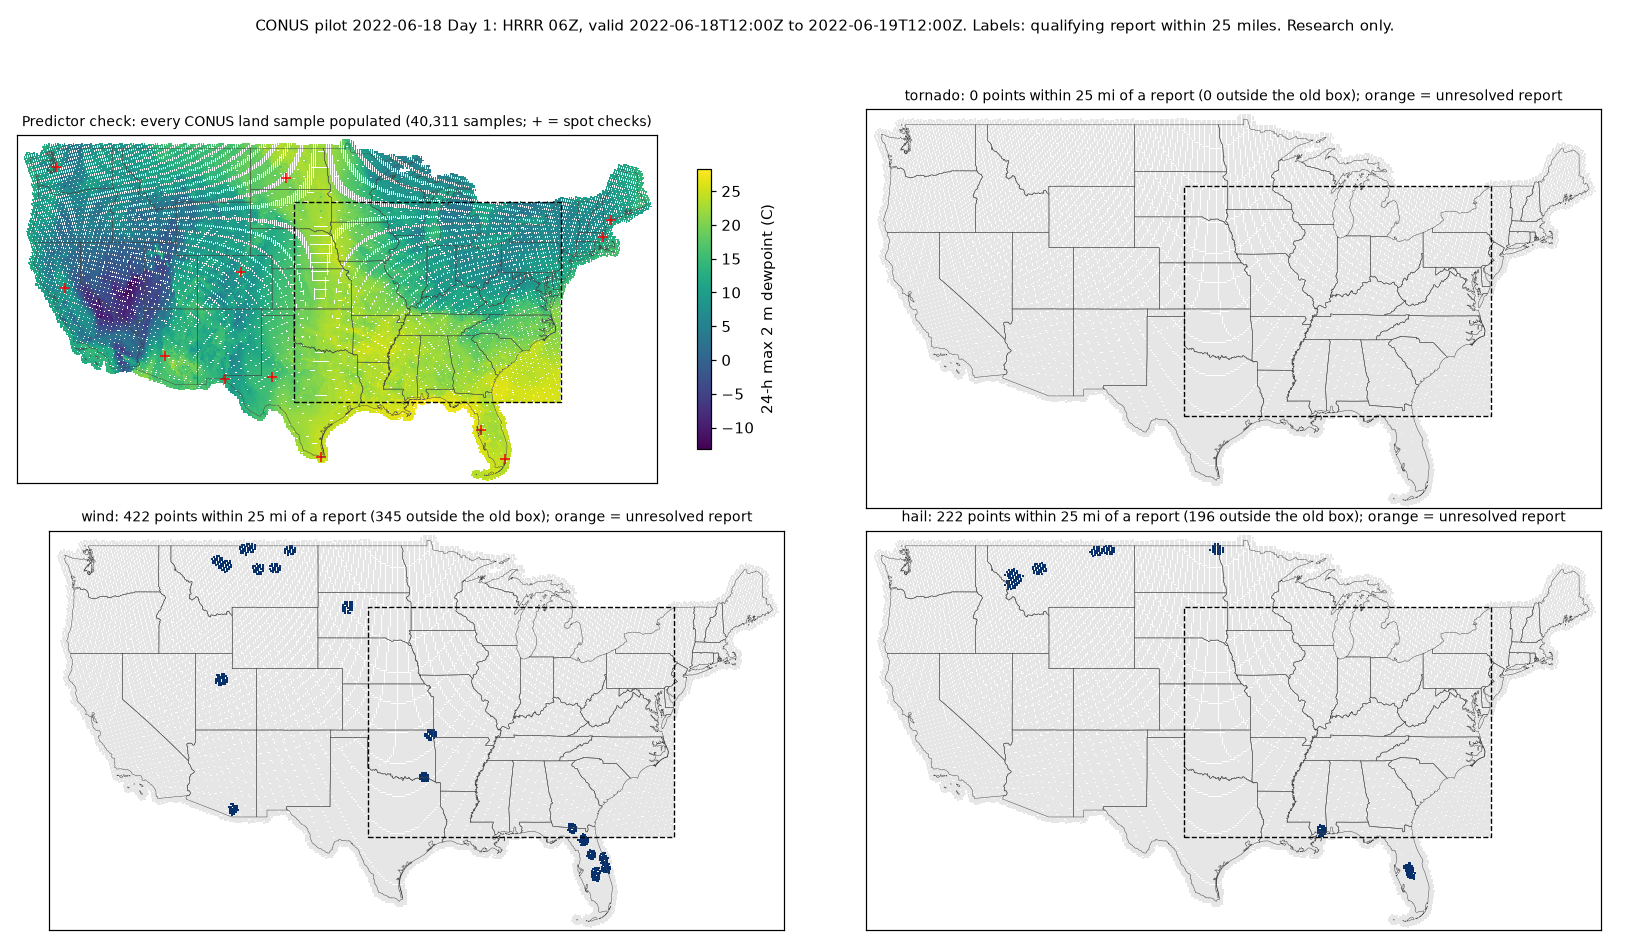 CONUS pilot 2022-06-18 Day 1: HRRR 06Z, valid 2022-06-18T12:00Z to 2022-06-19T12:00Z. Labels: qualifying report within 25 miles. Research only.
Predictor check: every CONUS land sample populated (40,311 samples; + = spot checks)
25
20
15
10
5
0
−5
−10
24-h max 2 m dewpoint (C)
tornado: 0 points within 25 mi of a report (0 outside the old box); orange = unresolved report
wind: 422 points within 25 mi of a report (345 outside the old box); orange = unresolved report
hail: 222 points within 25 mi of a report (196 outside the old box); orange = unresolved report